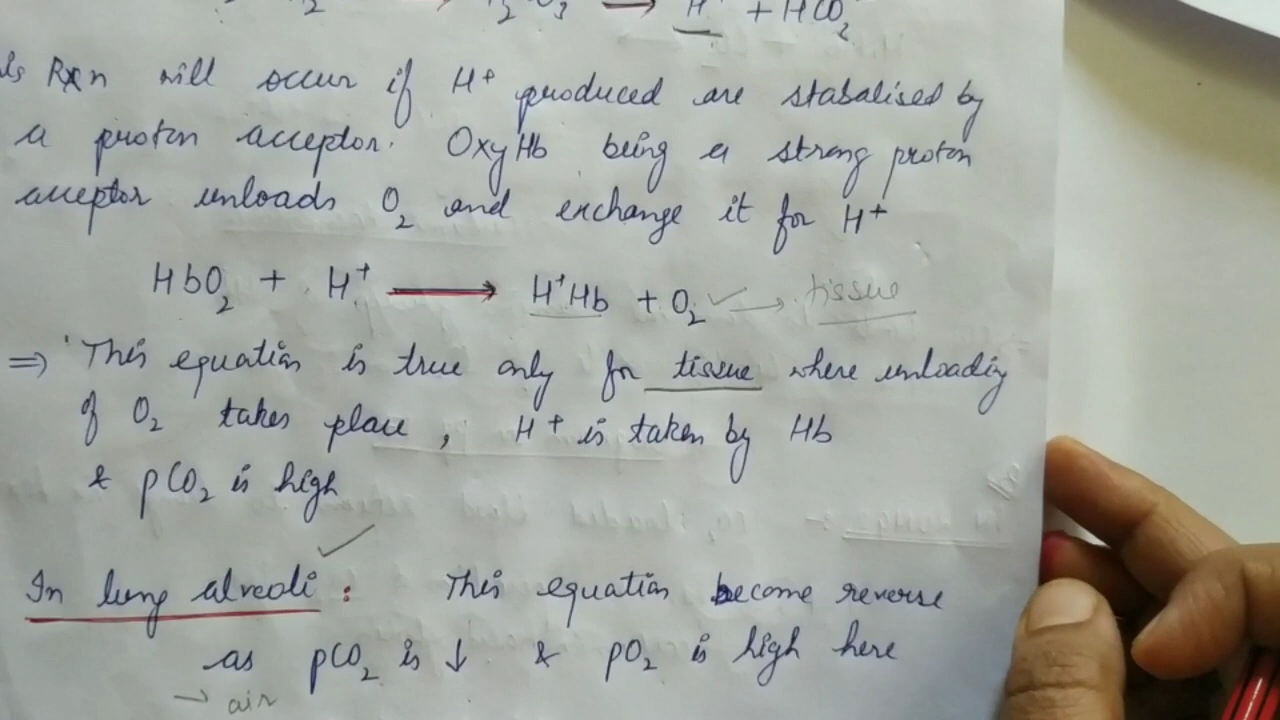 H + HCO2
Rxn will occur if H+ produced are stabalised by
a proton acceptor. OxyHb being a strong proton
acceptor unloads O2 and exchange it for H+
HbO2 + H+ ⟶ H+Hb + O2 ✓ → tissue
⇒ This equation is true only for tissue where unloading
of O2 takes place, H+ is taken by Hb
& pCO2 is high
In lung alveoli : This equation become reverse
as pCO2 is ↓ & pO2 is high here
→ air